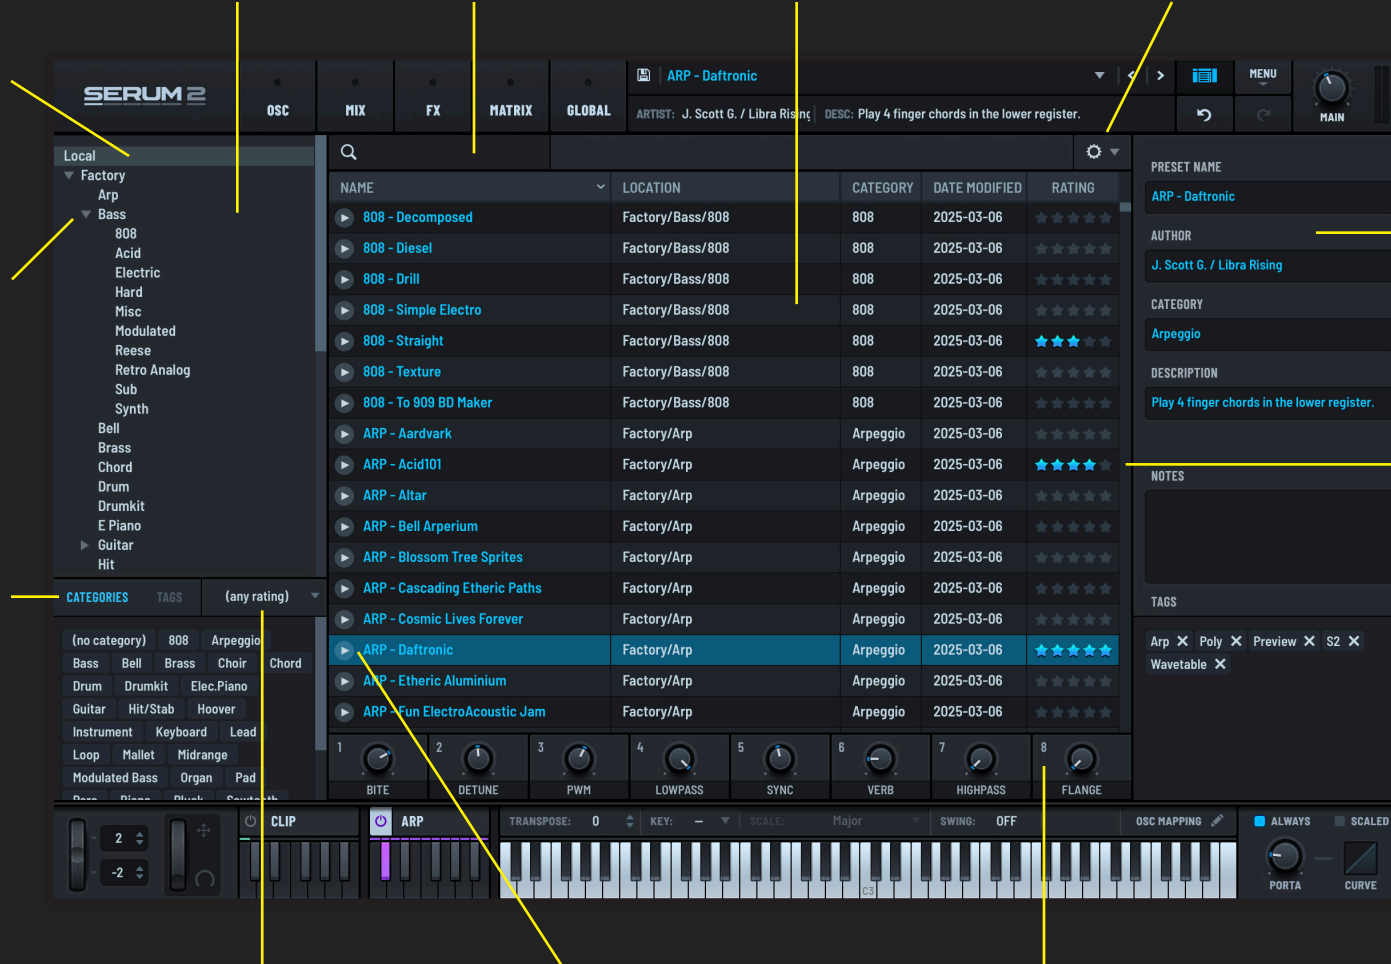 SERUM 2
OSC
MIX
FX
MATRIX
GLOBAL
ARP - Daftronic
ARTIST: J. Scott G. / Libra Rising
DESC: Play 4 finger chords in the lower register.
MENU
MAIN
Local
Factory
Arp
Bass
808
Acid
Electric
Hard
Misc
Modulated
Reese
Retro Analog
Sub
Synth
Bell
Brass
Chord
Drum
Drumkit
E Piano
Guitar
Hit
CATEGORIES TAGS (any rating)
(no category) 808 Arpeggio
Bass Bell Brass Choir Chord
Drum Drumkit Elec.Piano
Guitar Hit/Stab Hoover
Instrument Keyboard Lead
Loop Mallet Midrange
Modulated Bass Organ Pad
Piano Pluck Sawtooth
NAME LOCATION CATEGORY DATE MODIFIED RATING
808 - Decomposed Factory/Bass/808 808 2025-03-06
808 - Diesel Factory/Bass/808 808 2025-03-06
808 - Drill Factory/Bass/808 808 2025-03-06
808 - Simple Electro Factory/Bass/808 808 2025-03-06
808 - Straight Factory/Bass/808 808 2025-03-06
808 - Texture Factory/Bass/808 808 2025-03-06
808 - To 909 BD Maker Factory/Bass/808 808 2025-03-06
ARP - Aardvark Factory/Arp Arpeggio 2025-03-06
ARP - Acid101 Factory/Arp Arpeggio 2025-03-06
ARP - Altar Factory/Arp Arpeggio 2025-03-06
ARP - Bell Arperium Factory/Arp Arpeggio 2025-03-06
ARP - Blossom Tree Sprites Factory/Arp Arpeggio 2025-03-06
ARP - Cascading Etheric Paths Factory/Arp Arpeggio 2025-03-06
ARP - Cosmic Lives Forever Factory/Arp Arpeggio 2025-03-06
ARP - Daftronic Factory/Arp Arpeggio 2025-03-06
ARP - Etheric Aluminium Factory/Arp Arpeggio 2025-03-06
ARP - Fun ElectroAcoustic Jam Factory/Arp Arpeggio 2025-03-06
PRESET NAME
ARP - Daftronic
AUTHOR
J. Scott G. / Libra Rising
CATEGORY
Arpeggio
DESCRIPTION
Play 4 finger chords in the lower register.
NOTES
TAGS
Arp Poly Preview S2
Wavetable
1 2 3 4 5 6 7 8
BITE DETUNE PWM LOWPASS SYNC VERB HIGHPASS FLANGE
2
-2
CLIP
ARP
TRANSPOSE: 0 KEY: – SCALE: Major SWING: OFF OSC MAPPING
C3
ALWAYS SCALED
PORTA CURVE